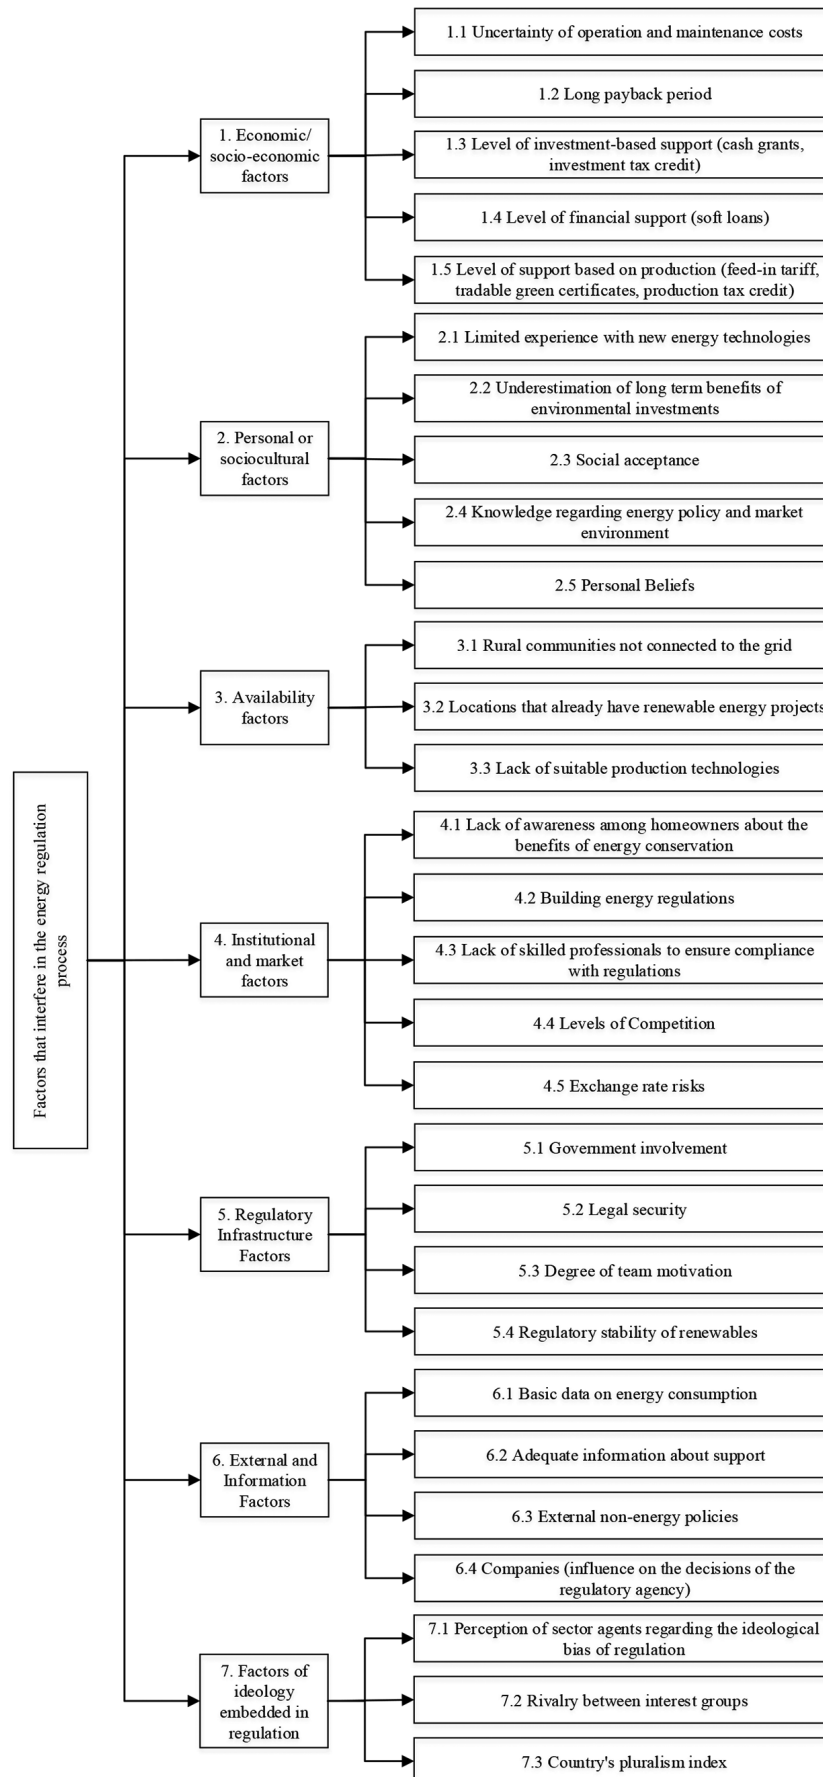 Factors that interfere in the energy regulation
process
1. Economic/
socio-economic
factors
1.1 Uncertainty of operation and maintenance costs
1.2 Long payback period
1.3 Level of investment-based support (cash grants,
investment tax credit)
1.4 Level of financial support (soft loans)
1.5 Level of support based on production (feed-in tariff,
tradable green certificates, production tax credit)
2. Personal or
sociocultural
factors
2.1 Limited experience with new energy technologies
2.2 Underestimation of long term benefits of
environmental investments
2.3 Social acceptance
2.4 Knowledge regarding energy policy and market
environment
2.5 Personal Beliefs
3. Availability
factors
3.1 Rural communities not connected to the grid
3.2 Locations that already have renewable energy projects
3.3 Lack of suitable production technologies
4. Institutional
and market
factors
4.1 Lack of awareness among homeowners about the
benefits of energy conservation
4.2 Building energy regulations
4.3 Lack of skilled professionals to ensure compliance
with regulations
4.4 Levels of Competition
4.5 Exchange rate risks
5. Regulatory
Infrastructure
Factors
5.1 Government involvement
5.2 Legal security
5.3 Degree of team motivation
5.4 Regulatory stability of renewables
6. External and
Information
Factors
6.1 Basic data on energy consumption
6.2 Adequate information about support
6.3 External non-energy policies
6.4 Companies (influence on the decisions of the
regulatory agency)
7. Factors of
ideology
embedded in
regulation
7.1 Perception of sector agents regarding the ideological
bias of regulation
7.2 Rivalry between interest groups
7.3 Country's pluralism index